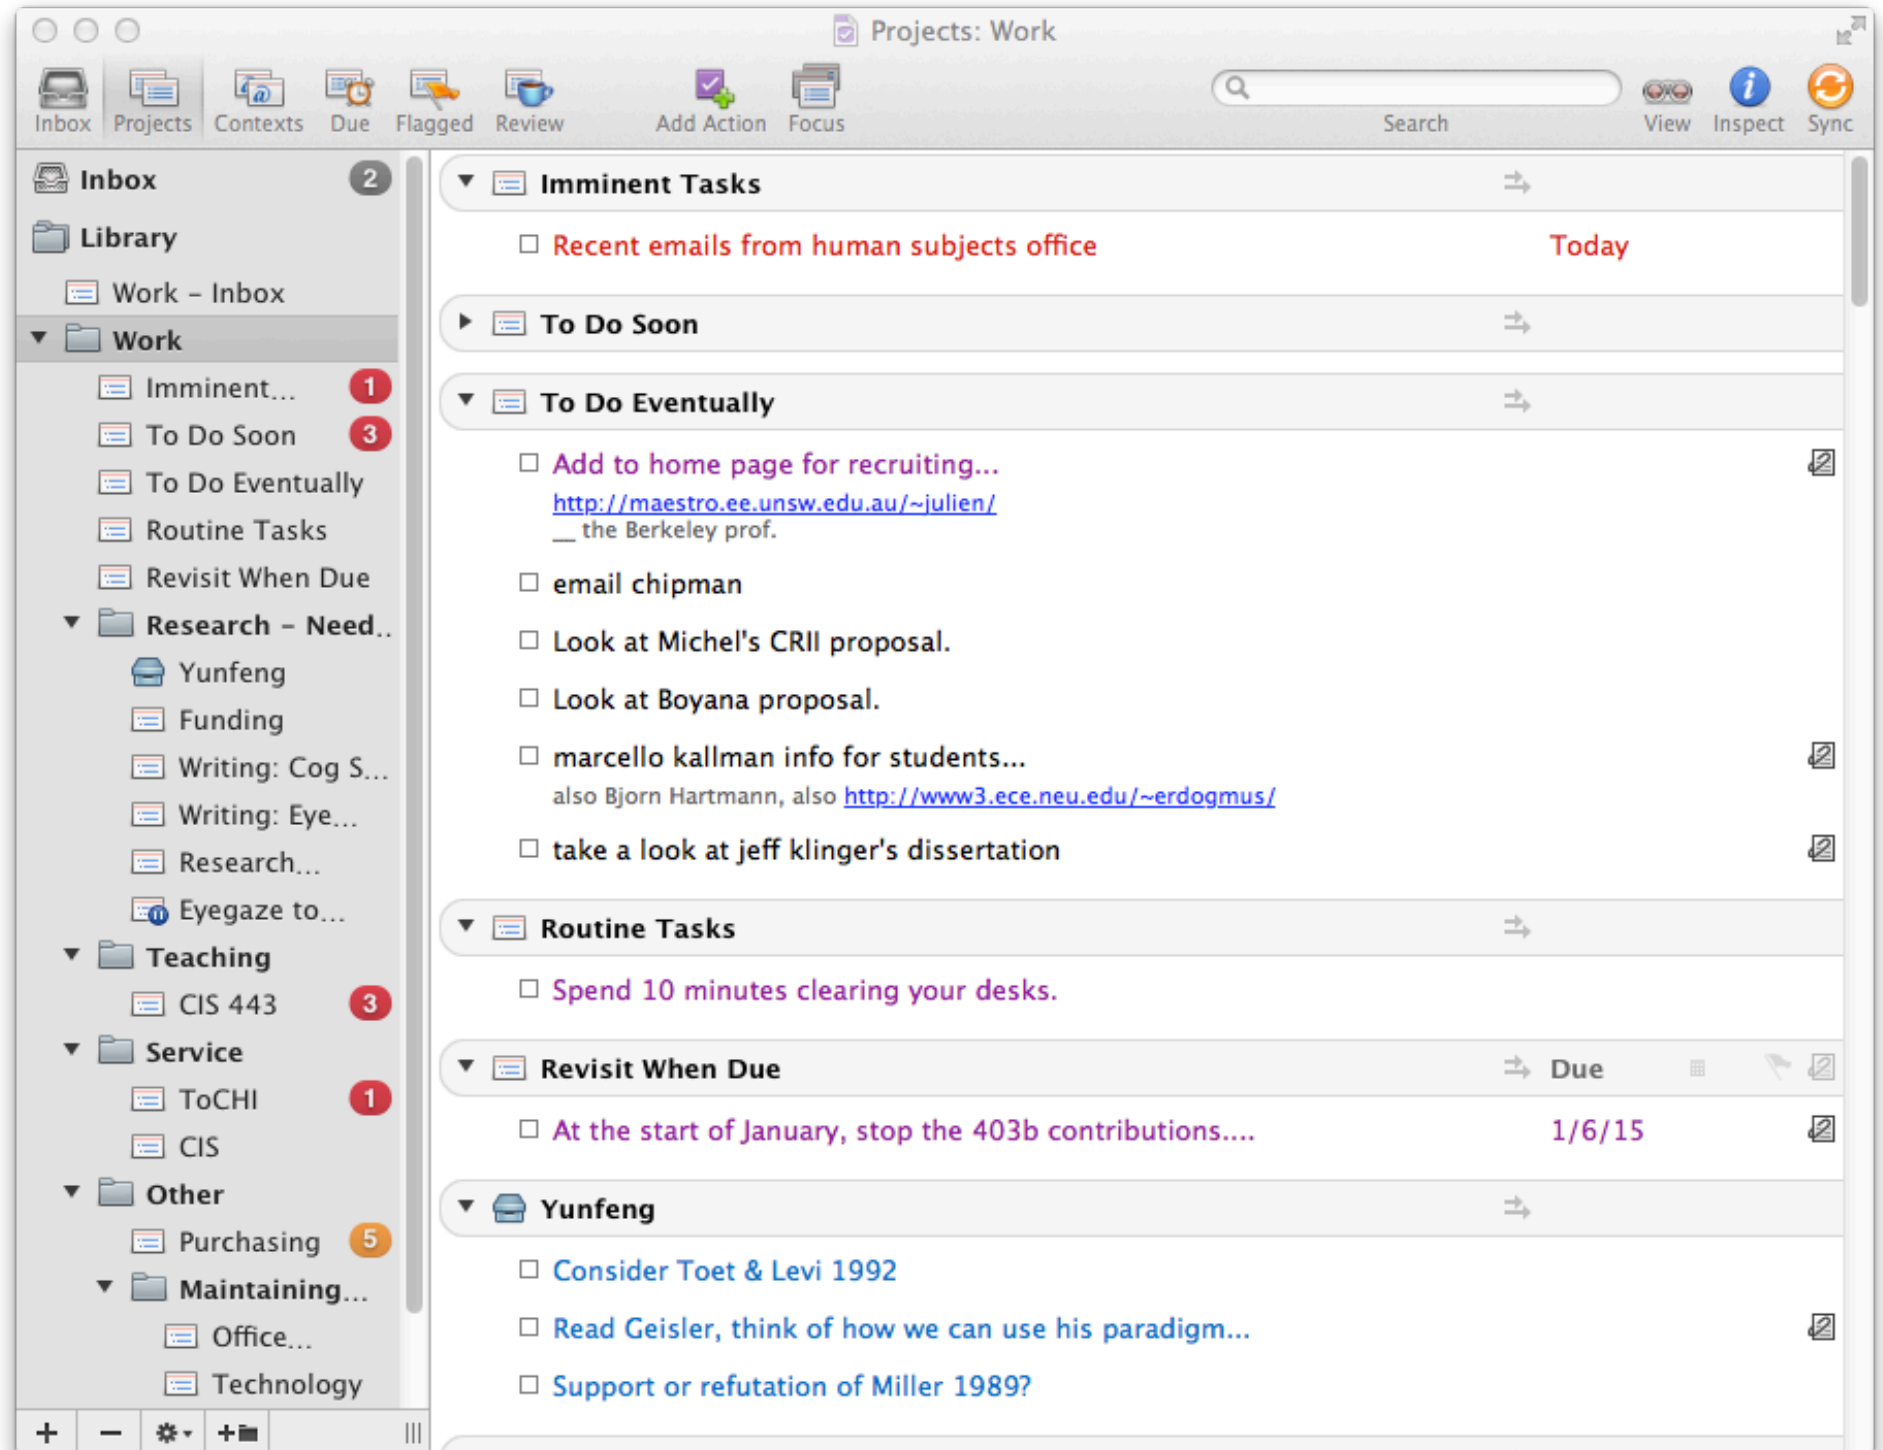 Projects: Work
Inbox
Projects
Contexts
Due
Flagged
Review
Add Action
Focus
Search
View
Inspect
Sync
Inbox 2
Library
Work – Inbox
Work
Imminent... 1
To Do Soon 3
To Do Eventually
Routine Tasks
Revisit When Due
Research – Need..
Yunfeng
Funding
Writing: Cog S...
Writing: Eye...
Research...
Eyegaze to...
Teaching
CIS 443 3
Service
ToCHI 1
CIS
Other
Purchasing 5
Maintaining...
Office...
Technology
Imminent Tasks
Recent emails from human subjects office Today
To Do Soon
To Do Eventually
Add to home page for recruiting...
http://maestro.ee.unsw.edu.au/~julien/
__ the Berkeley prof.
email chipman
Look at Michel's CRII proposal.
Look at Boyana proposal.
marcello kallman info for students...
also Bjorn Hartmann, also http://www3.ece.neu.edu/~erdogmus/
take a look at jeff klinger's dissertation
Routine Tasks
Spend 10 minutes clearing your desks.
Revisit When Due Due
At the start of January, stop the 403b contributions.... 1/6/15
Yunfeng
Consider Toet & Levi 1992
Read Geisler, think of how we can use his paradigm...
Support or refutation of Miller 1989?